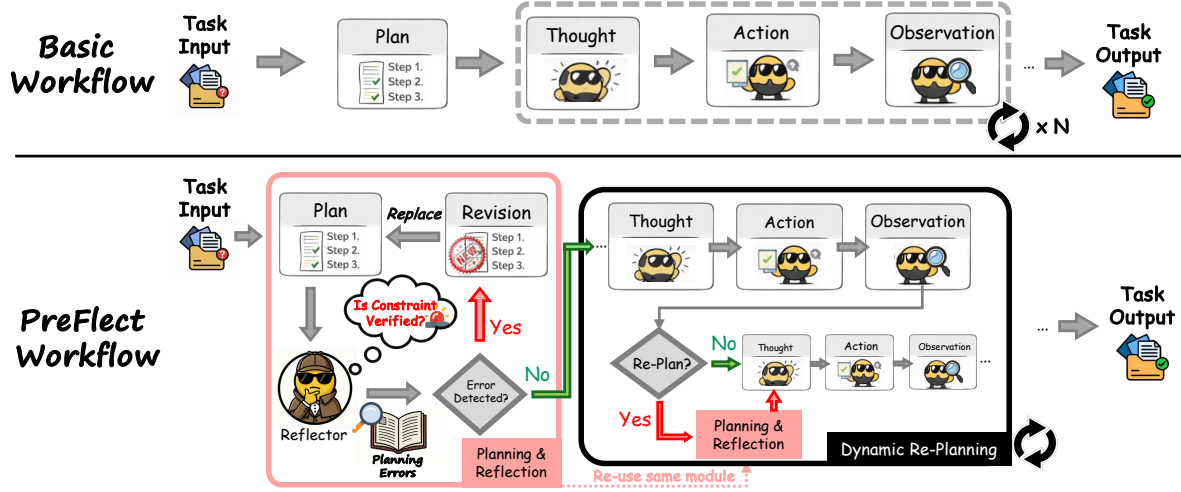 Basic
Workflow
Task
Input
Plan
Step 1.
Step 2.
Step 3.
Thought
Action
Observation
...
x N
Task
Output
PreFlect
Workflow
Task
Input
Plan
Step 1.
Step 2.
Step 3.
Replace
Revision
Step 1.
Step 2.
Step 3.
NEW
Is Constraint
Verified?
Yes
Reflector
Planning
Errors
Error
Detected?
No
Planning &
Reflection
...
Thought
Action
Observation
Re-Plan?
No
Thought
Action
Observation
...
Yes
Planning &
Reflection
Dynamic Re-Planning
Re-use same module
...
Task
Output